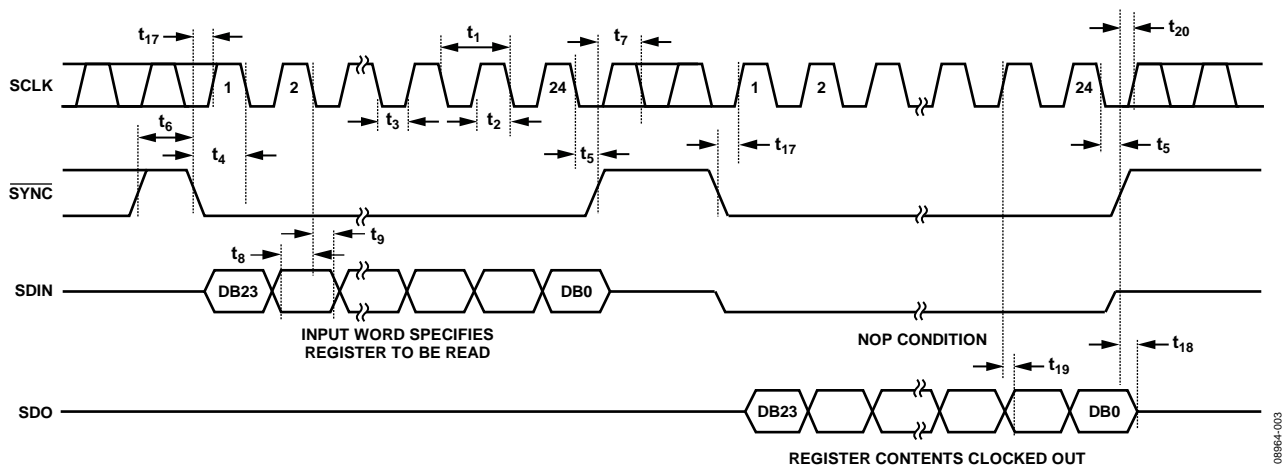 t17
t1
t7
t20
SCLK
1
2
24
1
2
24
t6
t4
t3
t2
t5
t17
t5
SYNC
t8
t9
SDIN
DB23
DB0
INPUT WORD SPECIFIES
REGISTER TO BE READ
NOP CONDITION
t19
t18
SDO
DB23
DB0
REGISTER CONTENTS CLOCKED OUT
08964-003